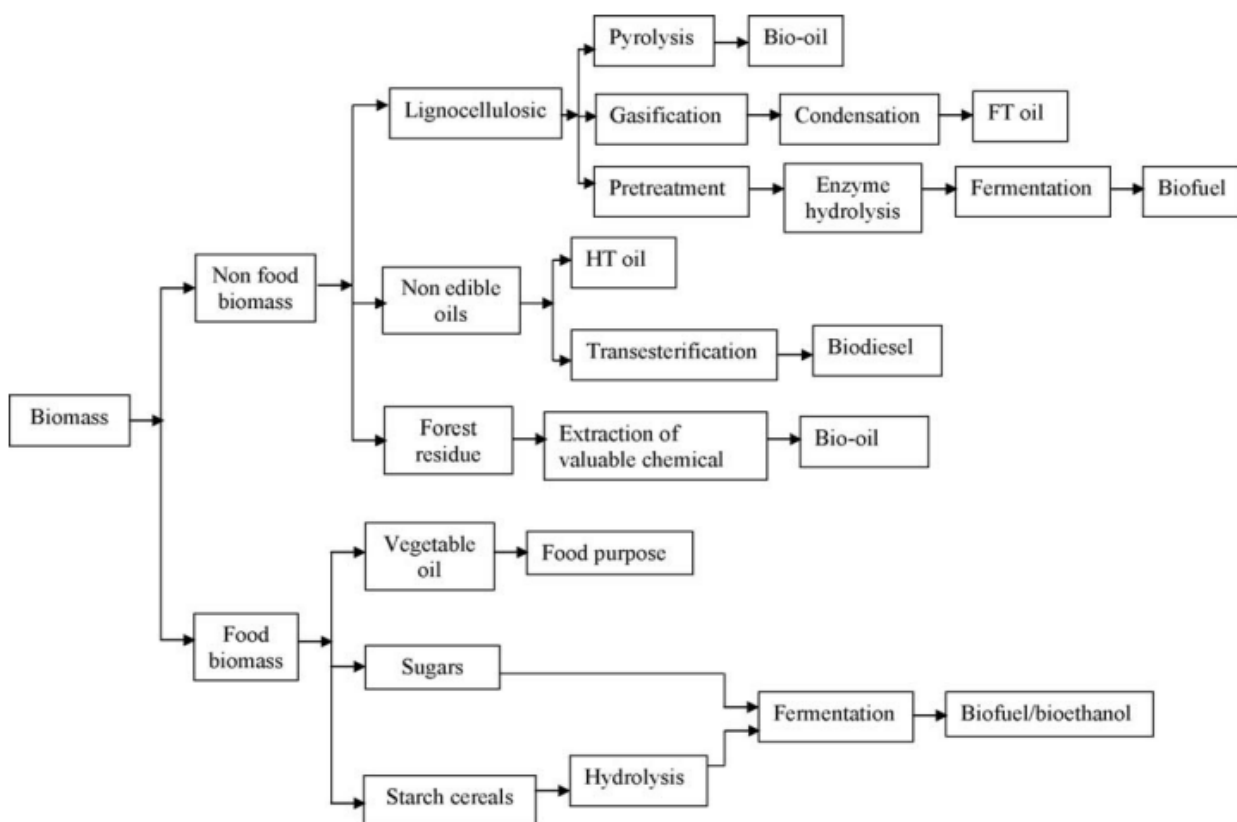 Pyrolysis
Bio-oil
Lignocellulosic
Gasification
Condensation
FT oil
Pretreatment
Enzyme
hydrolysis
Fermentation
Biofuel
Non food
biomass
HT oil
Non edible
oils
Transesterification
Biodiesel
Biomass
Forest
residue
Extraction of
valuable chemical
Bio-oil
Vegetable
oil
Food purpose
Food
biomass
Sugars
Fermentation
Biofuel/bioethanol
Starch cereals
Hydrolysis